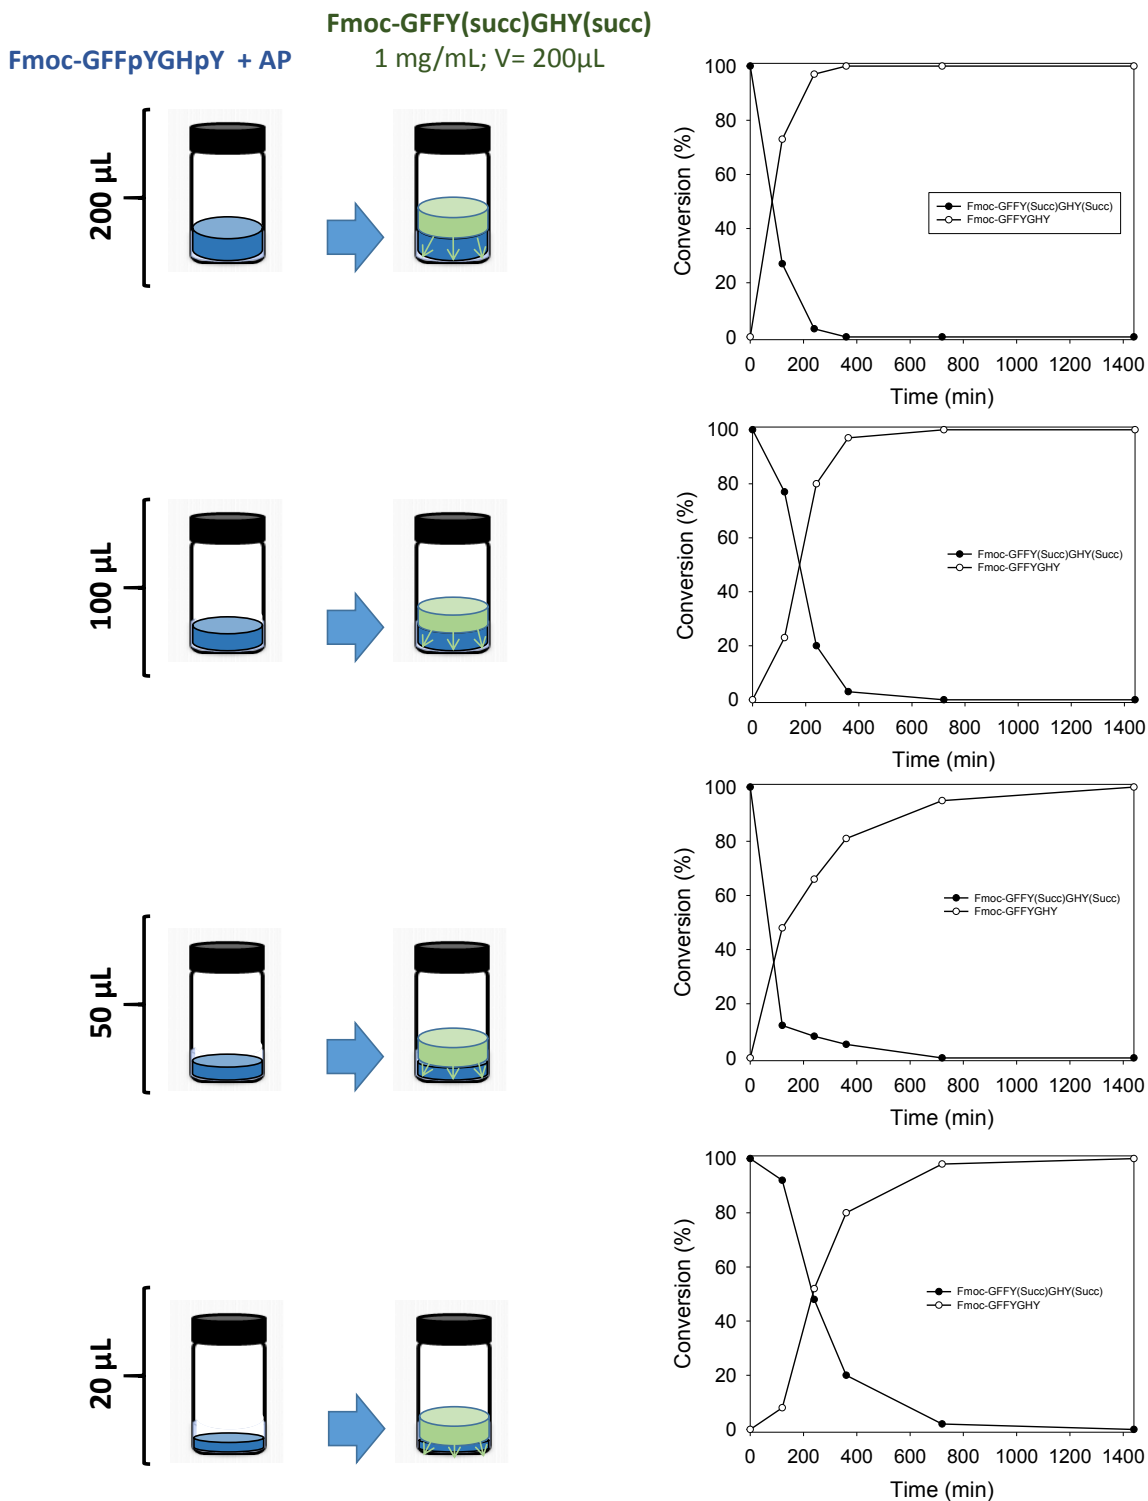 Fmoc-GFFY(succ)GHY(succ)
Fmoc-GFFpYGHpY + AP
1 mg/mL; V= 200µL
200 µL
100
80
60
40
20
0
Conversion (%)
Fmoc-GFFY(Succ)GHY(Succ)
Fmoc-GFFYGHY
0 200 400 600 800 1000 1200 1400
Time (min)
100 µL
100
80
60
40
20
0
Conversion (%)
Fmoc-GFFY(Succ)GHY(Succ)
Fmoc-GFFYGHY
0 200 400 600 800 1000 1200 1400
Time (min)
50 µL
100
80
60
40
20
0
Conversion (%)
Fmoc-GFFY(Succ)GHY(Succ)
Fmoc-GFFYGHY
0 200 400 600 800 1000 1200 1400
Time (min)
20 µL
100
80
60
40
20
0
Conversion (%)
Fmoc-GFFY(Succ)GHY(Succ)
Fmoc-GFFYGHY
0 200 400 600 800 1000 1200 1400
Time (min)